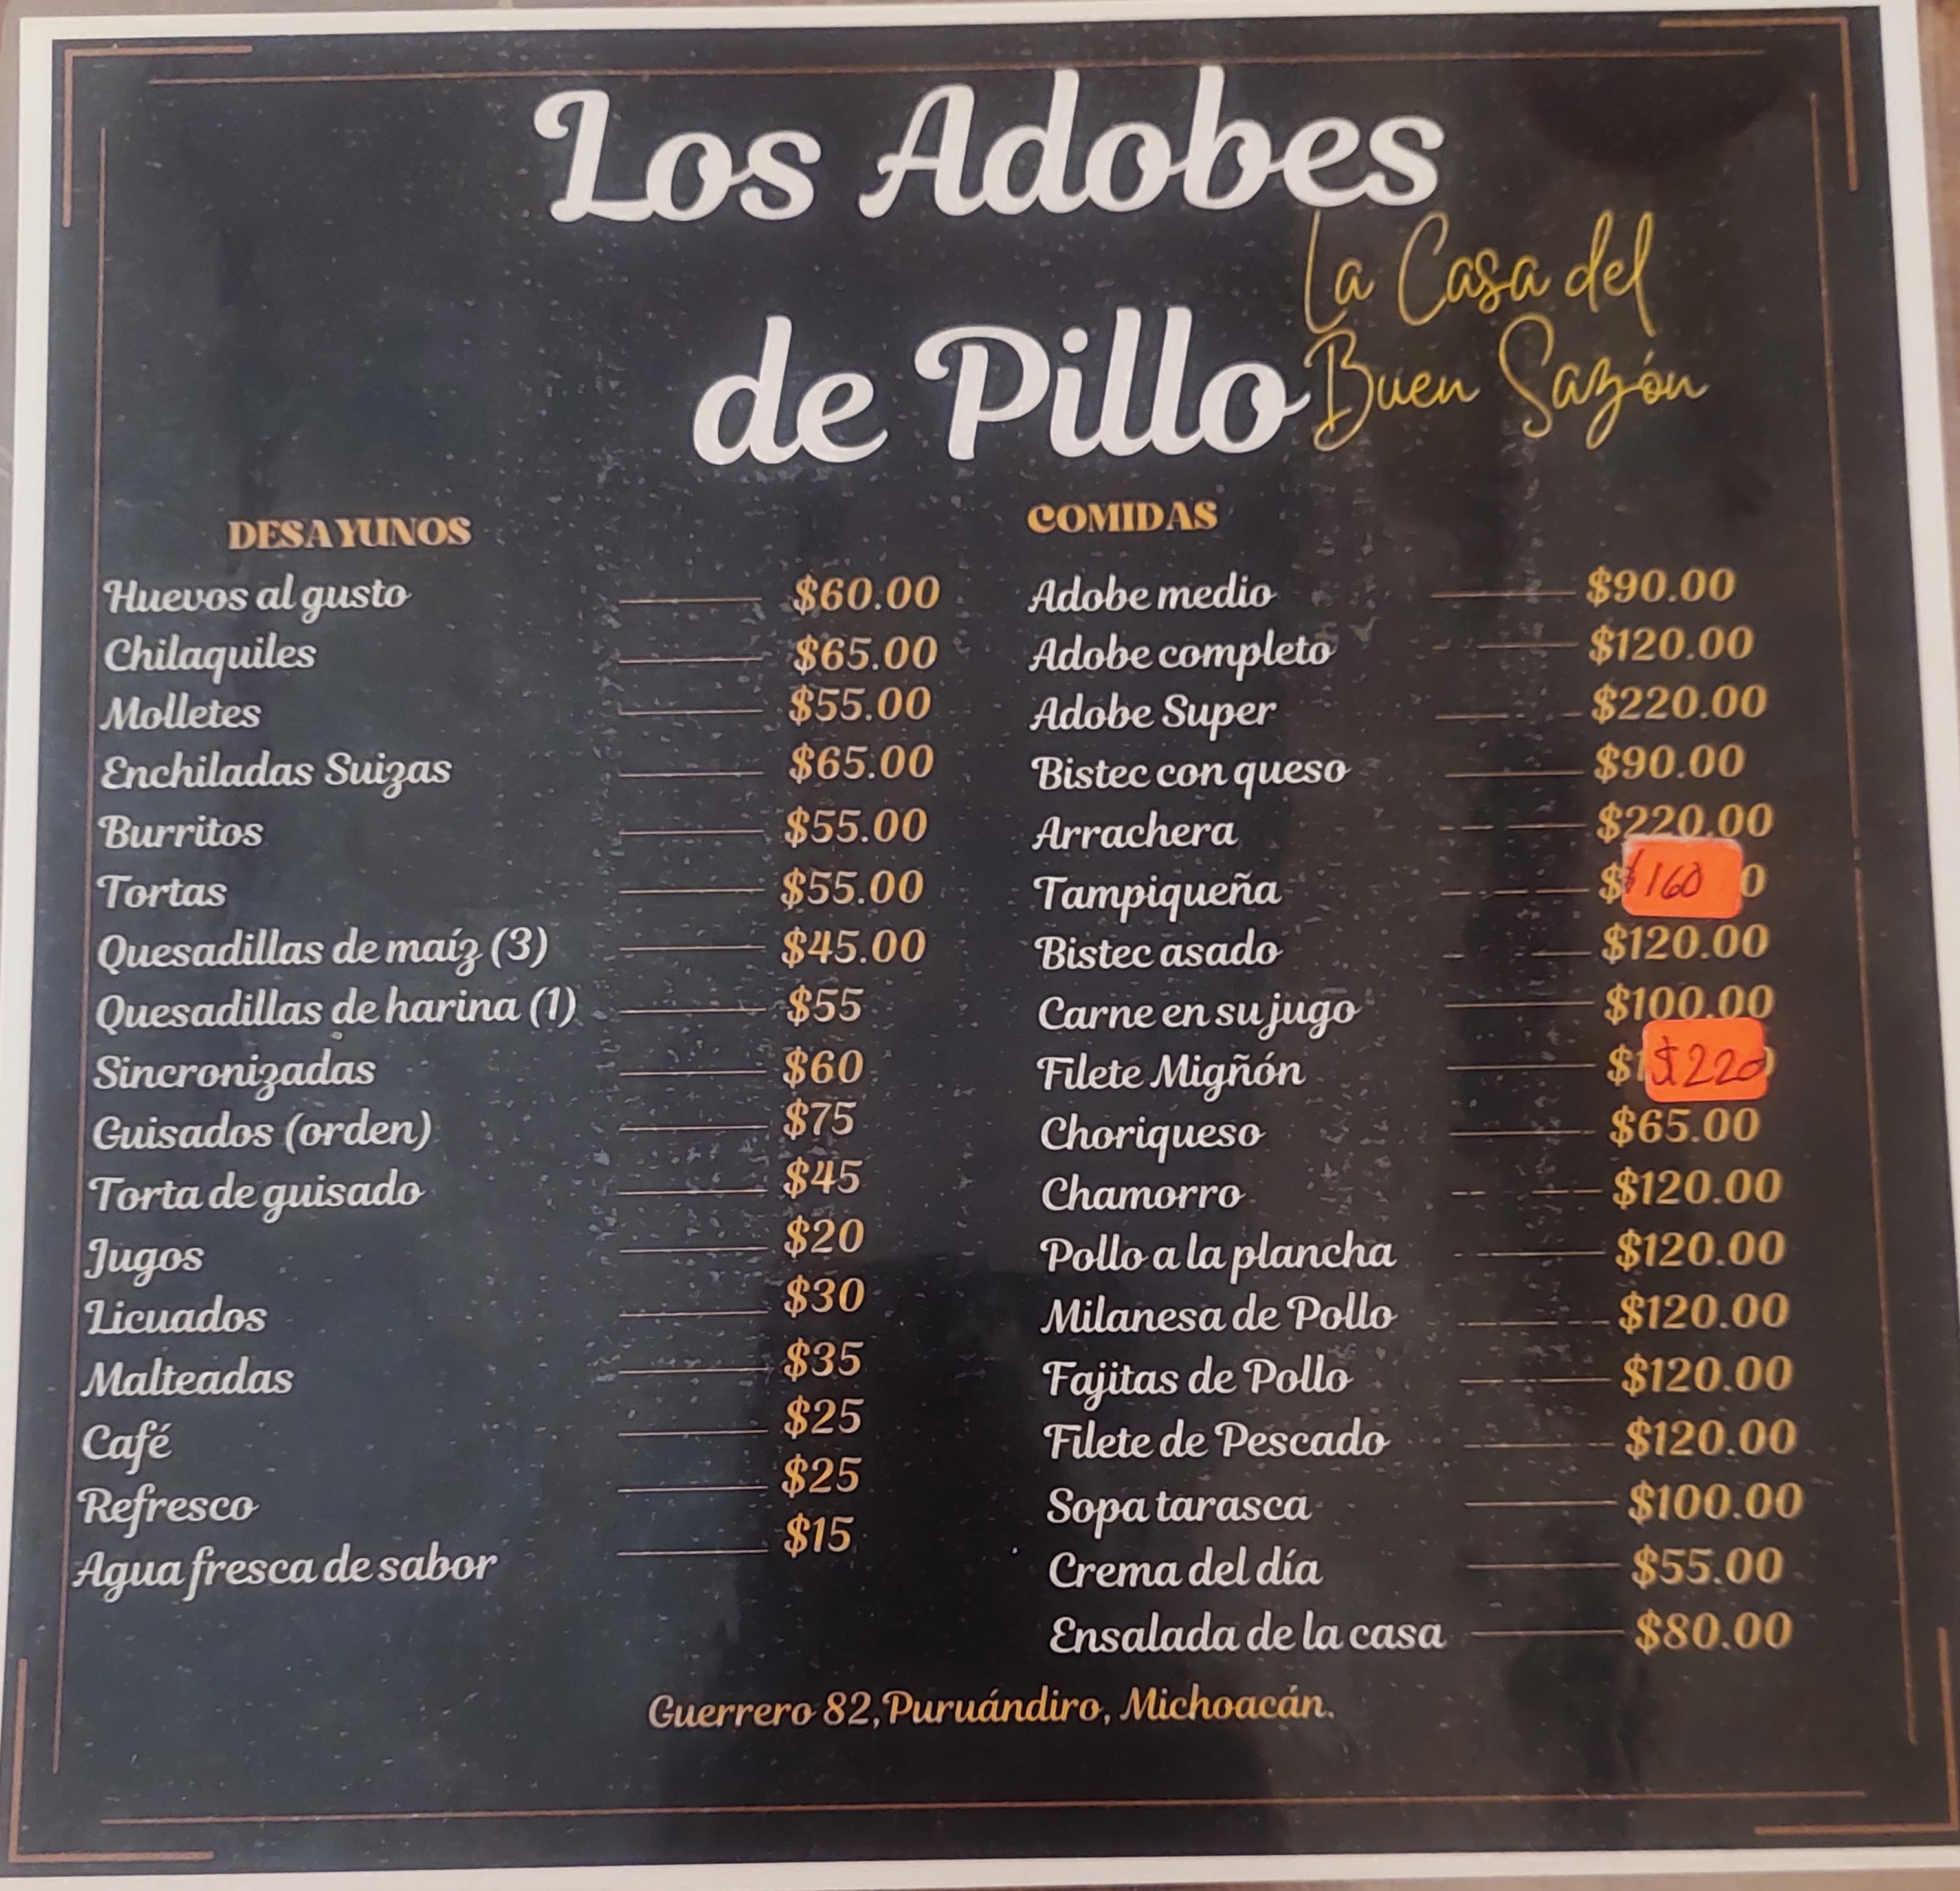 Los Adobes
de Pillo
La Casa del
Buen Sazón
DESAYUNOS
Huevos al gusto $60.00
Chilaquiles $65.00
Molletes $55.00
Enchiladas Suizas $65.00
Burritos $55.00
Tortas $55.00
Quesadillas de maíz (3) $45.00
Quesadillas de harina (1) $55
Sincronizadas $60
Guisados (orden) $75
Torta de guisado $45
Jugos $20
Licuados $30
Malteadas $35
Café $25
Refresco $25
Agua fresca de sabor $15
COMIDAS
Adobe medio $90.00
Adobe completo $120.00
Adobe Super $220.00
Bistec con queso $90.00
Arrachera $220.00
Tampiqueña $160
Bistec asado $120.00
Carne en su jugo $100.00
Filete Migñón $220
Choriqueso $65.00
Chamorro $120.00
Pollo a la plancha $120.00
Milanesa de Pollo $120.00
Fajitas de Pollo $120.00
Filete de Pescado $120.00
Sopa tarasca $100.00
Crema del día $55.00
Ensalada de la casa $80.00
Guerrero 82,Puruándiro, Michoacán.